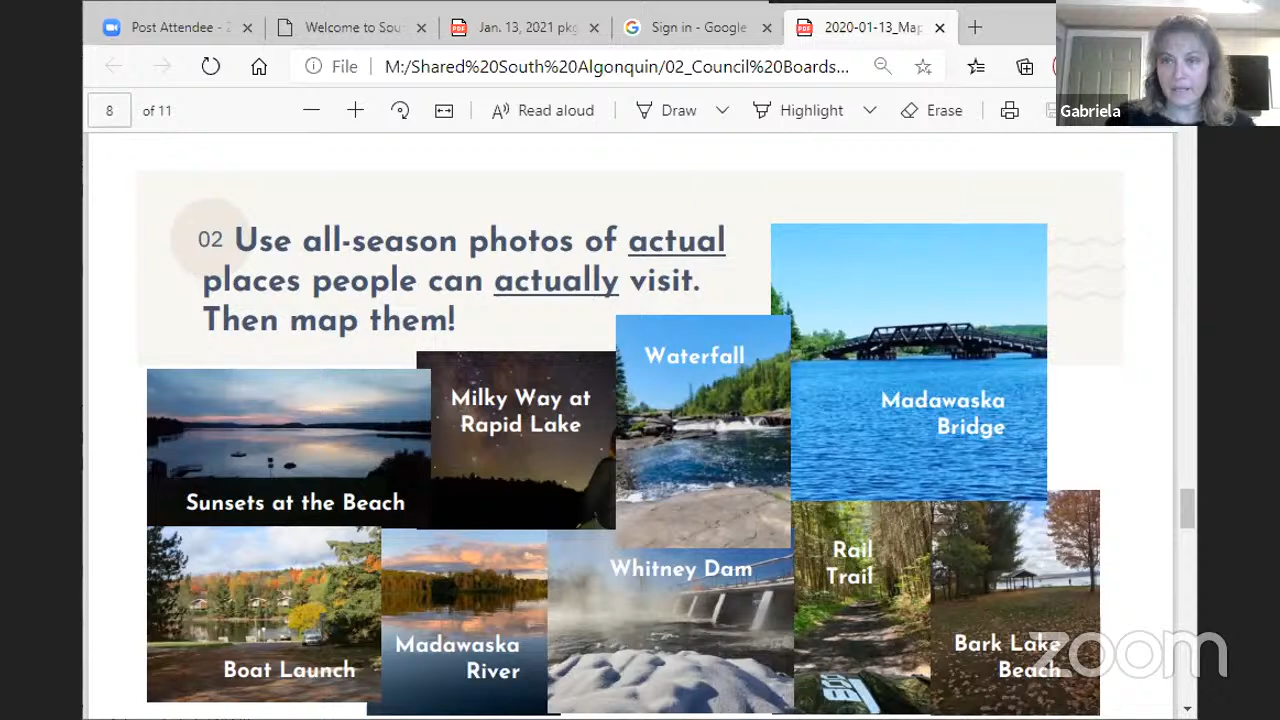 Post Attendee - Z
Welcome to Sou
Jan. 13, 2021 pkg
Sign in - Google
2020-01-13_Map
File
M:/Shared%20South%20Algonquin/02_Council%20Boards...
8
of 11
Read aloud
Draw
Highlight
Erase
Gabriela
02
Use all-season photos of actual
places people can actually visit.
Then map them!
Waterfall
Milky Way at
Rapid Lake
Madawaska
Bridge
Sunsets at the Beach
Rail
Trail
Whitney Dam
Boat Launch
Madawaska
River
Bark Lake
Beach
zoom